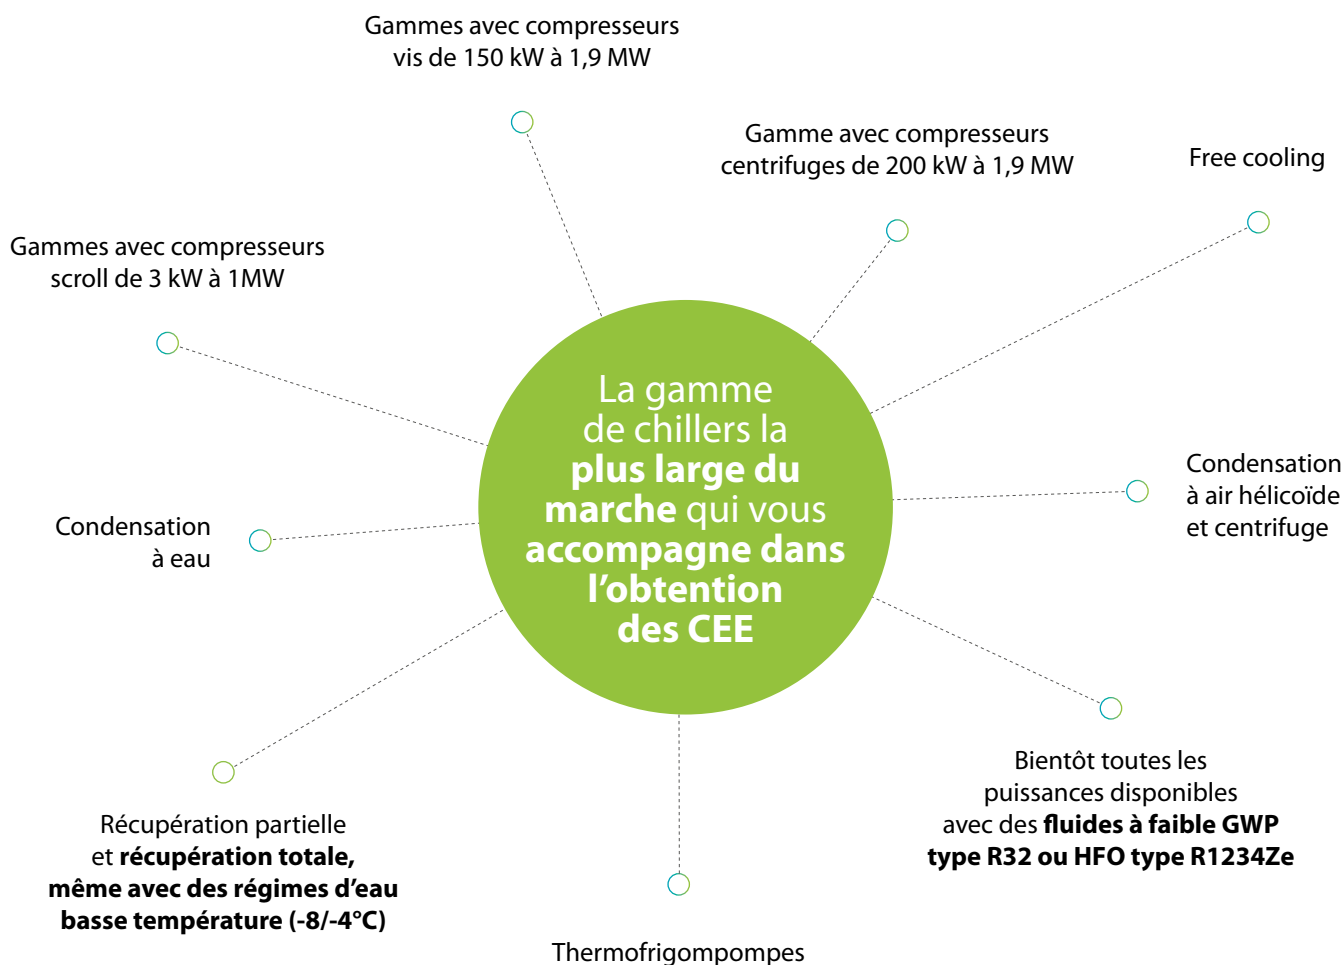 Gammes avec compresseurs
vis de 150 kW à 1,9 MW
Gamme avec compresseurs
centrifuges de 200 kW à 1,9 MW
Free cooling
Gammes avec compresseurs
scroll de 3 kW à 1MW
La gamme
de chillers la
plus large du
marche qui vous
accompagne dans
l'obtention
des CEE
Condensation
à air hélicoïde
et centrifuge
Condensation
à eau
Bientôt toutes les
puissances disponibles
avec des fluides à faible GWP
type R32 ou HFO type R1234Ze
Récupération partielle
et récupération totale,
même avec des régimes d'eau
basse température (-8/-4°C)
Thermofrigompompes